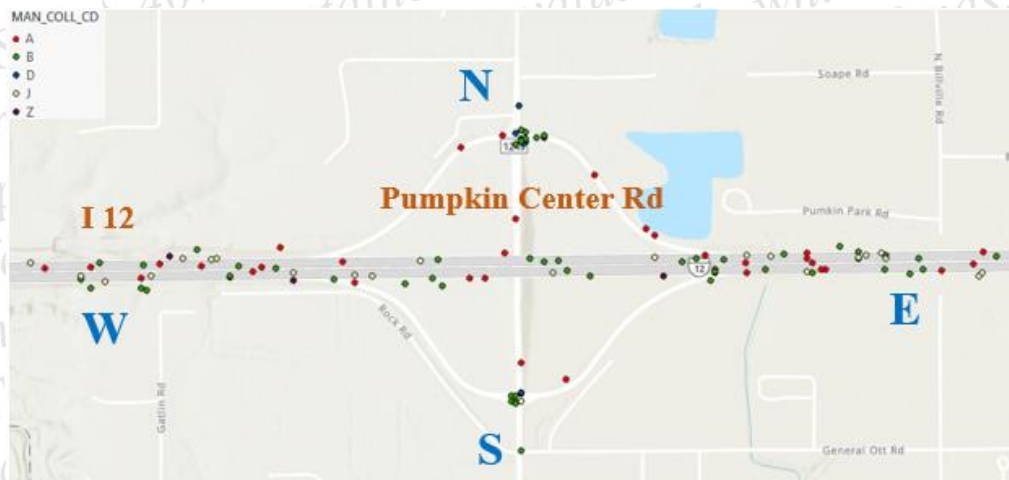 MAN_COLL_CD
A
B
D
J
Z
N
Soape Rd
N Billville Rd
Pumpkin Center Rd
I 12
Pumkin Park Rd
12
W
E
Rock Rd
Gatlin Rd
S
General Ott Rd